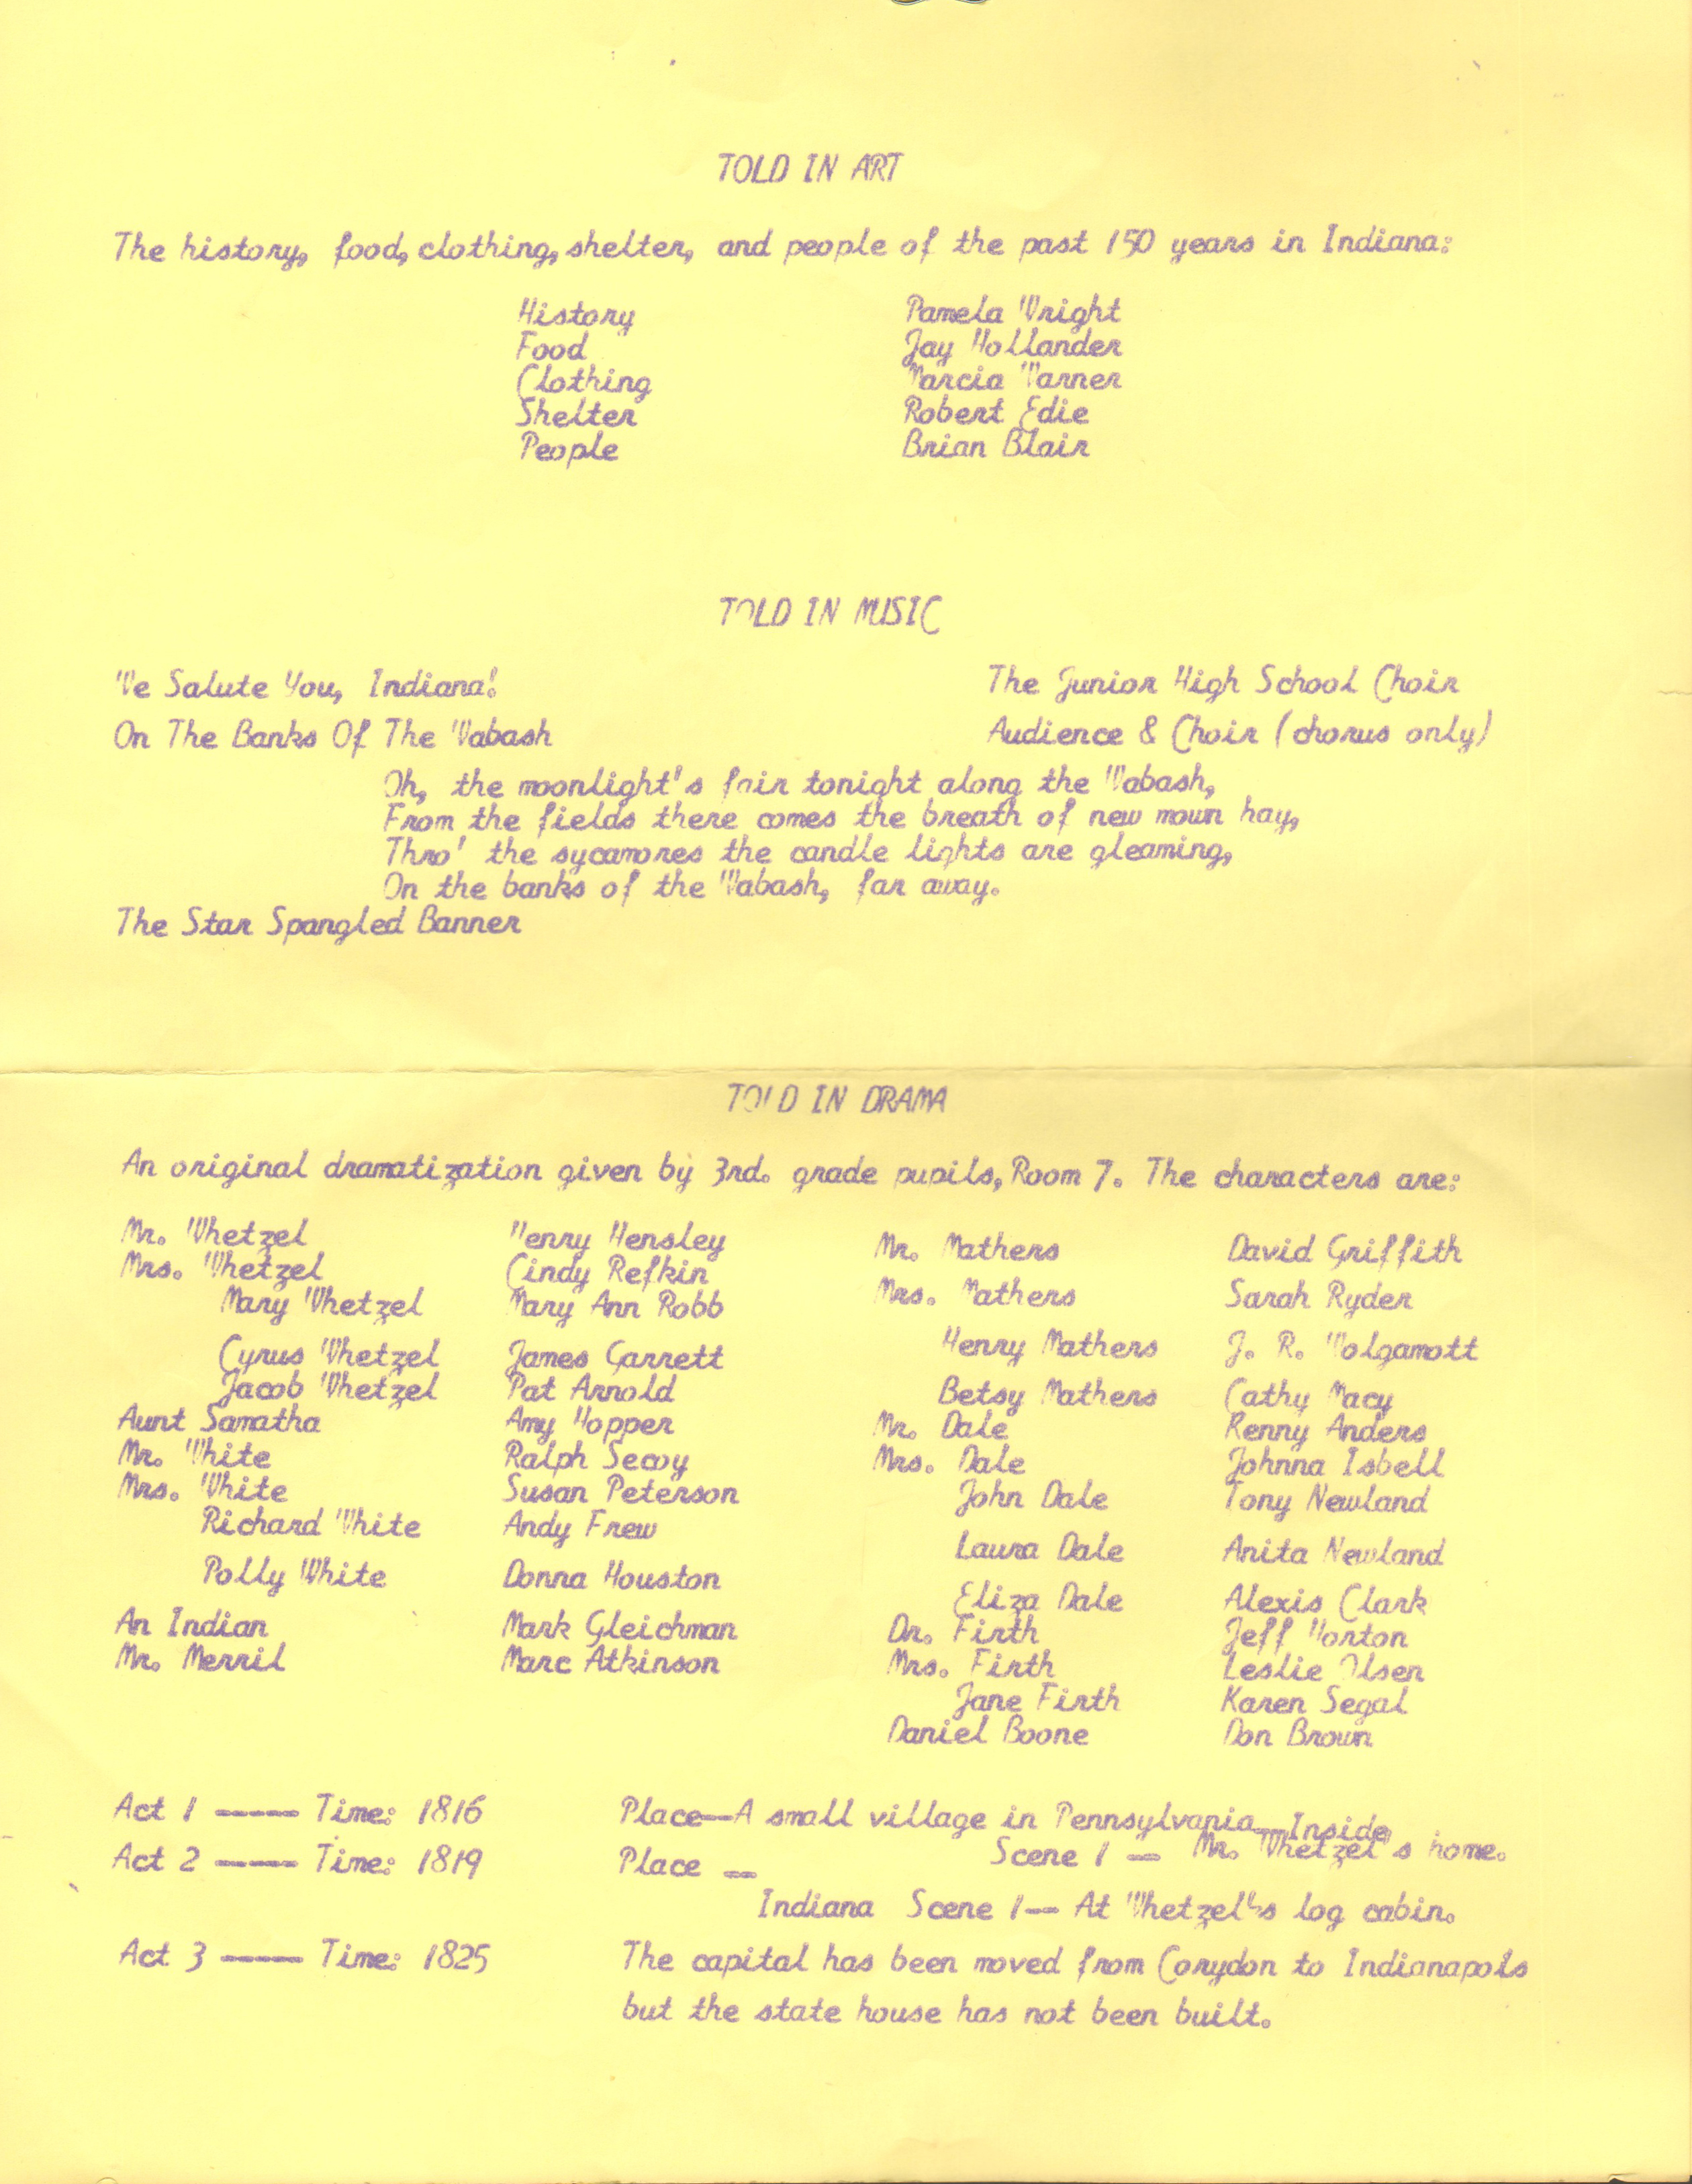 TOLD IN ART
The history, food, clothing, shelter, and people of the past 150 years in Indiana:
History Pamela Wright
Food Jay Hollander
Clothing Marcia Warner
Shelter Robert Edie
People Brian Blair
TOLD IN MUSIC
We Salute You, Indiana! The Junior High School Choir
On The Banks Of The Wabash Audience & Choir (chorus only)
Oh, the moonlight's fair tonight along the Wabash,
From the fields there comes the breath of new mown hay,
Thro' the sycamores the candle lights are gleaming,
On the banks of the Wabash, far away.
The Star Spangled Banner
TOLD IN DRAMA
An original dramatization given by 3rd. grade pupils, Room 7. The characters are:
Mr. Whetzel Henry Hensley
Mrs. Whetzel Cindy Refkin
Mary Whetzel Mary Ann Robb
Cyrus Whetzel James Garrett
Jacob Whetzel Pat Arnold
Aunt Samatha Amy Hopper
Mr. White Ralph Secoy
Mrs. White Susan Peterson
Richard White Andy Frew
Polly White Donna Houston
An Indian Mark Gleichman
Mr. Merril Marc Atkinson
Mr. Mathers David Griffith
Mrs. Mathers Sarah Ryder
Henry Mathers J. R. Wolgamott
Betsy Mathers Cathy Macy
Mr. Dale Renny Anders
Mrs. Dale Johnna Isbell
John Dale Tony Newland
Laura Dale Anita Newland
Eliza Dale Alexis Clark
Dr. Firth Jeff Horton
Mrs. Firth Leslie Olsen
Jane Firth Karen Segal
Daniel Boone Don Brown
Act 1 ----- Time: 1816 Place--A small village in Pennsylvania--Inside
Scene 1 -- Mr. Whetzel's home.
Act 2 ----- Time: 1819 Place --
Indiana Scene 1-- At Whetzel's log cabin.
Act 3 ----- Time: 1825 The capital has been moved from Corydon to Indianapols
but the state house has not been built.